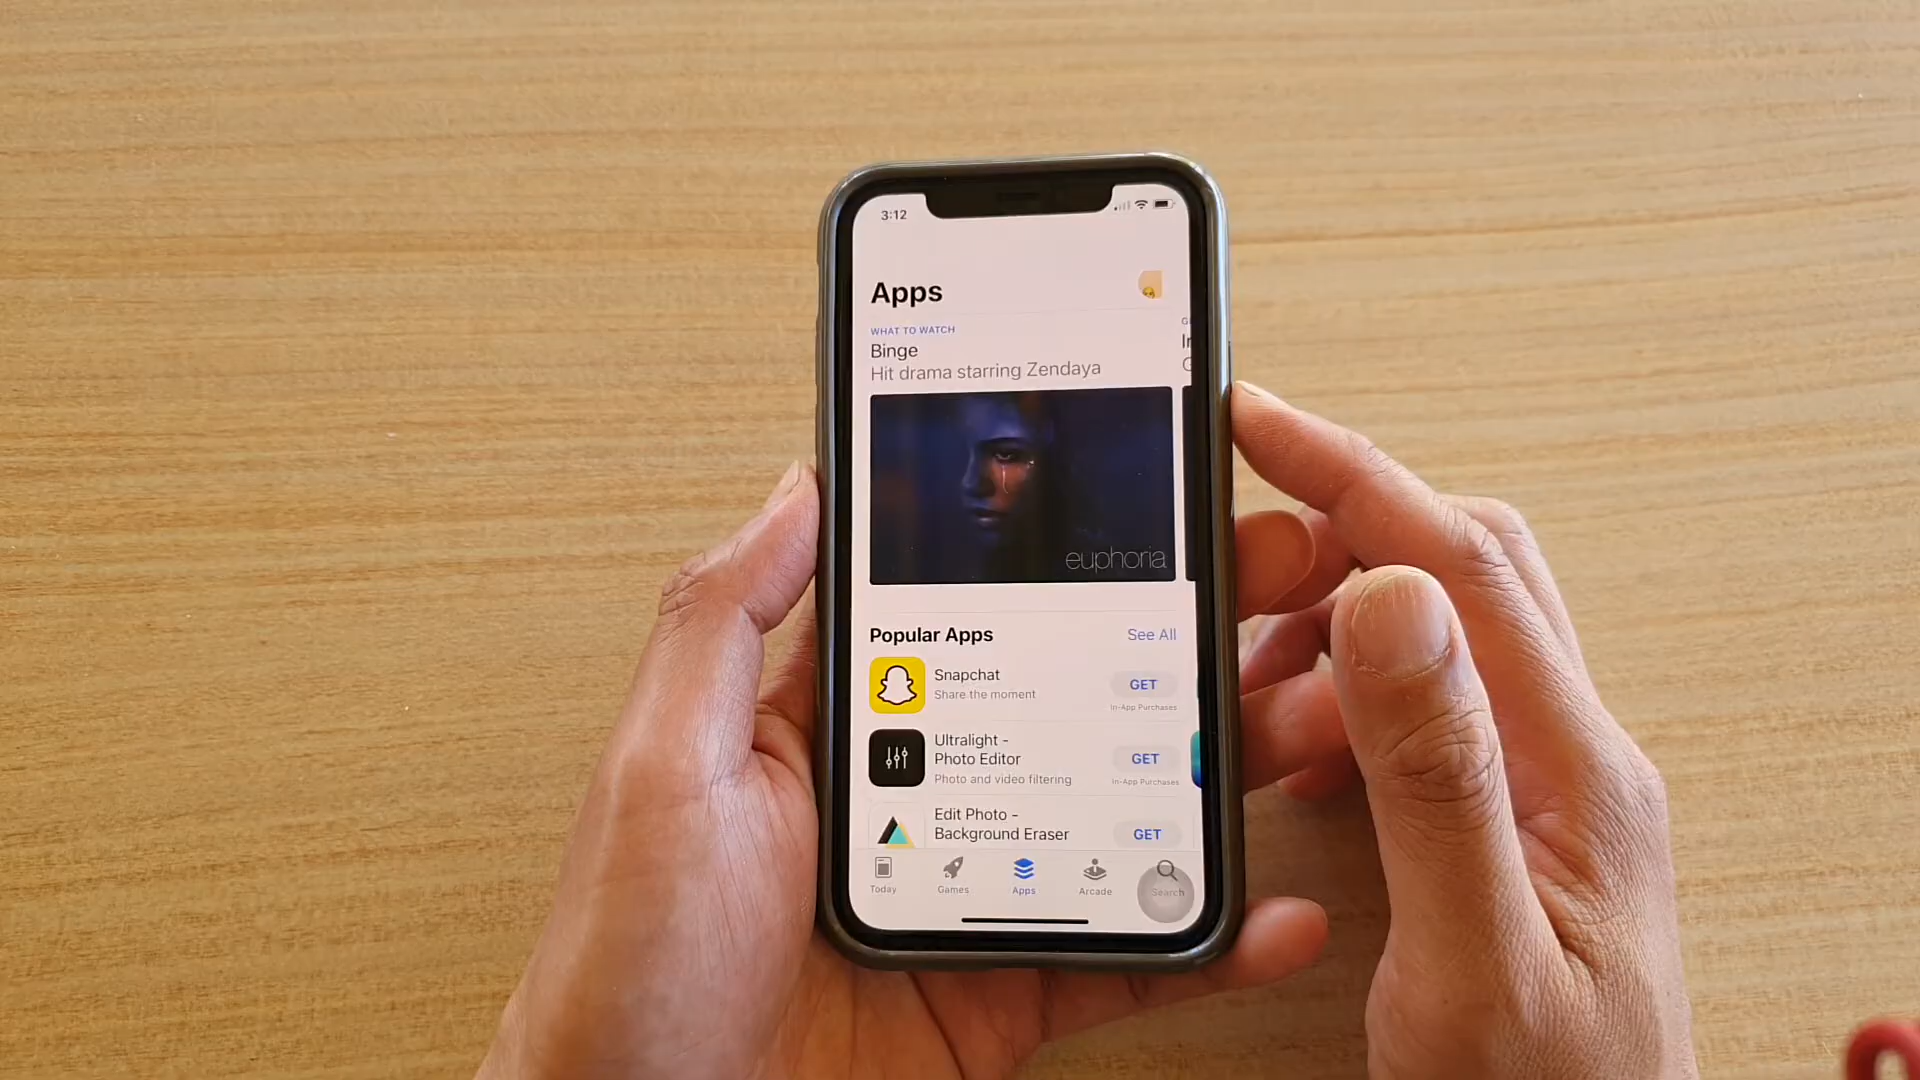 3:12
Apps
WHAT TO WATCH
Binge
Hit drama starring Zendaya
euphoria
Popular Apps
See All
Snapchat
Share the moment
GET
In-App Purchases
Ultralight -
Photo Editor
Photo and video filtering
GET
In-App Purchases
Edit Photo -
Background Eraser
GET
Today
Games
Apps
Arcade
Search